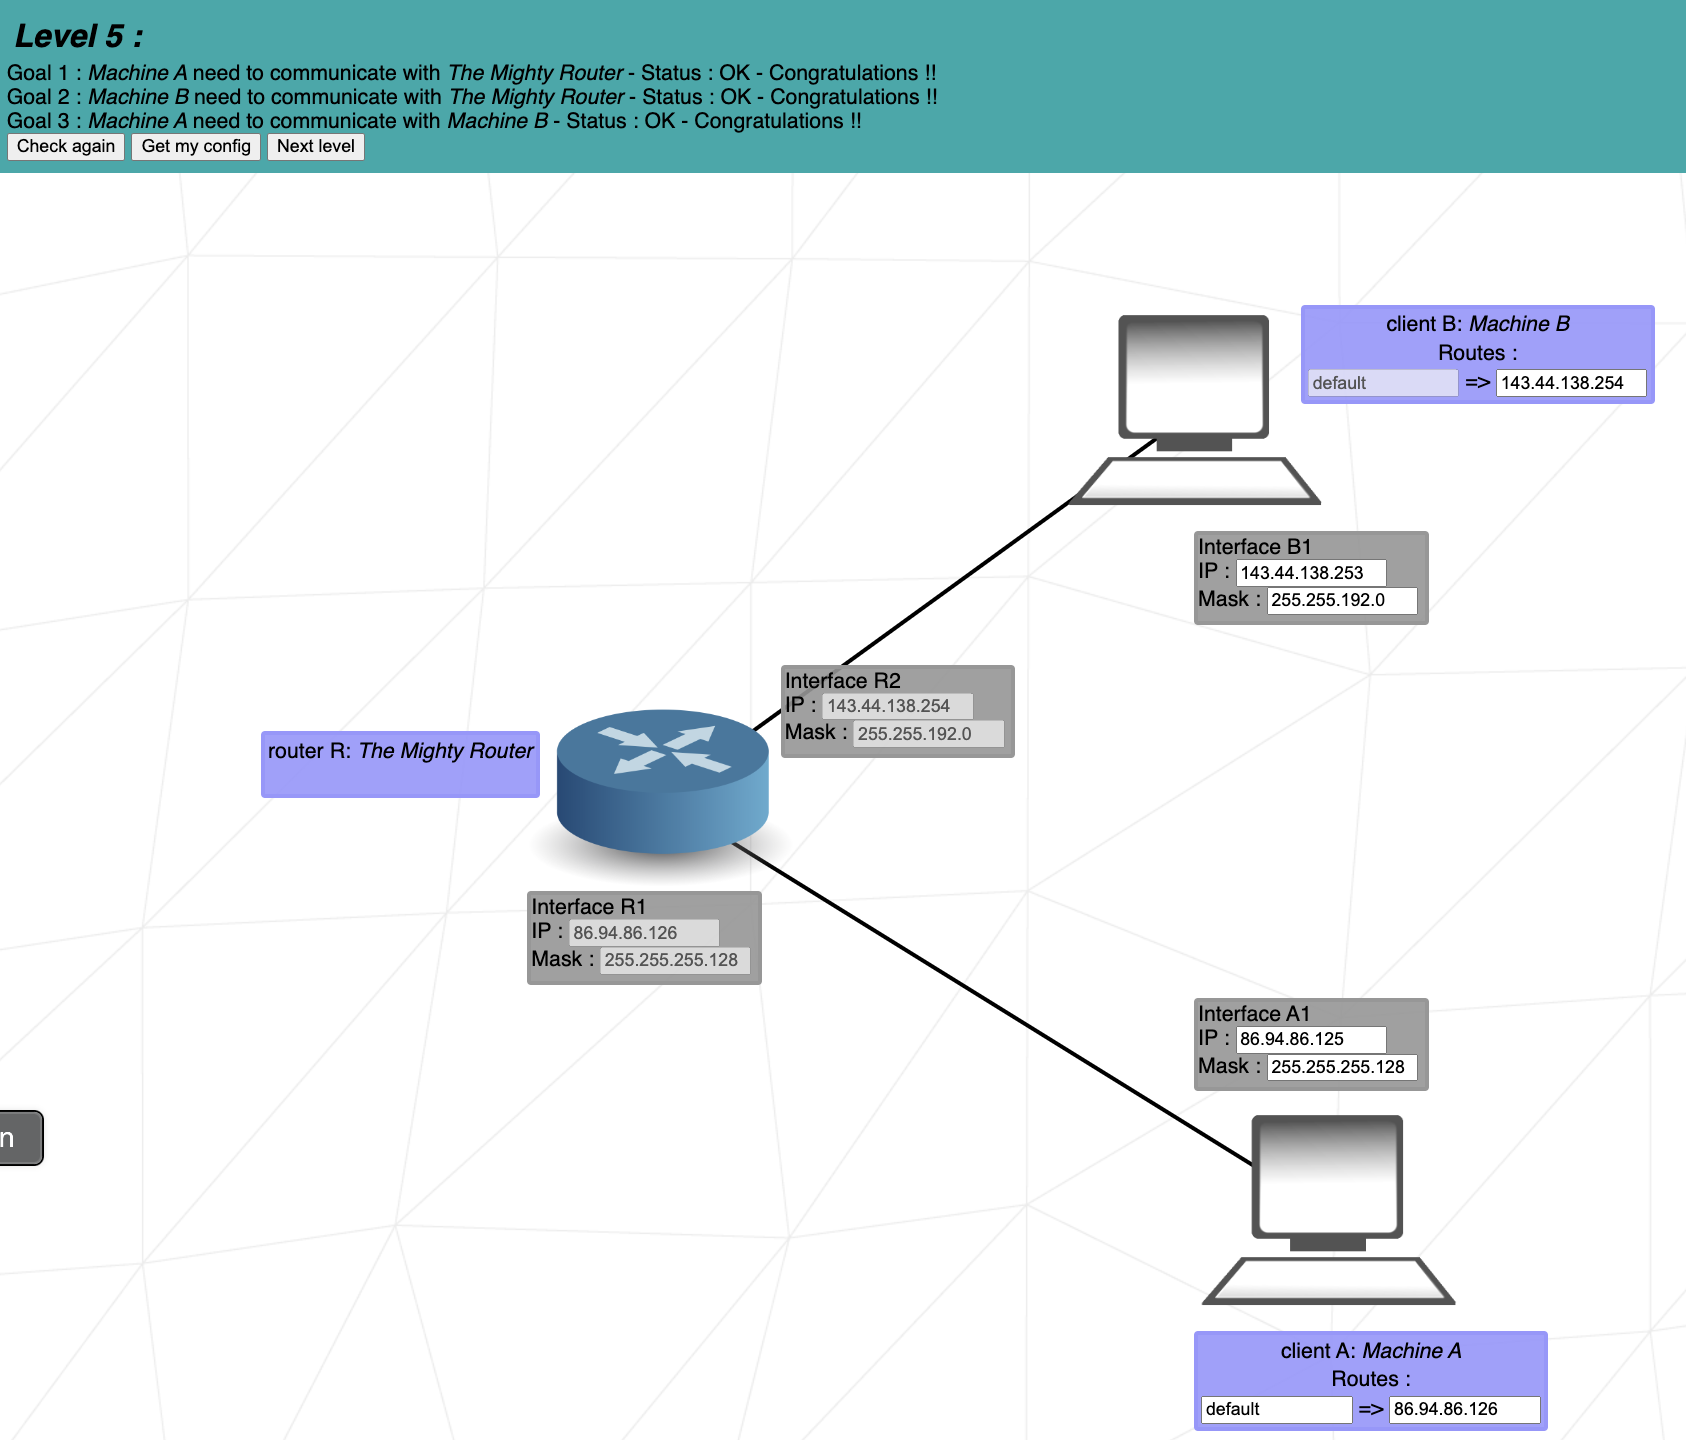 Level 5 :
Goal 1 : Machine A need to communicate with The Mighty Router - Status : OK - Congratulations !!
Goal 2 : Machine B need to communicate with The Mighty Router - Status : OK - Congratulations !!
Goal 3 : Machine A need to communicate with Machine B - Status : OK - Congratulations !!
Check again Get my config Next level
client B: Machine B
Routes :
default => 143.44.138.254
Interface B1
IP : 143.44.138.253
Mask : 255.255.192.0
Interface R2
IP : 143.44.138.254
Mask : 255.255.192.0
router R: The Mighty Router
Interface R1
IP : 86.94.86.126
Mask : 255.255.255.128
Interface A1
IP : 86.94.86.125
Mask : 255.255.255.128
n
client A: Machine A
Routes :
default => 86.94.86.126